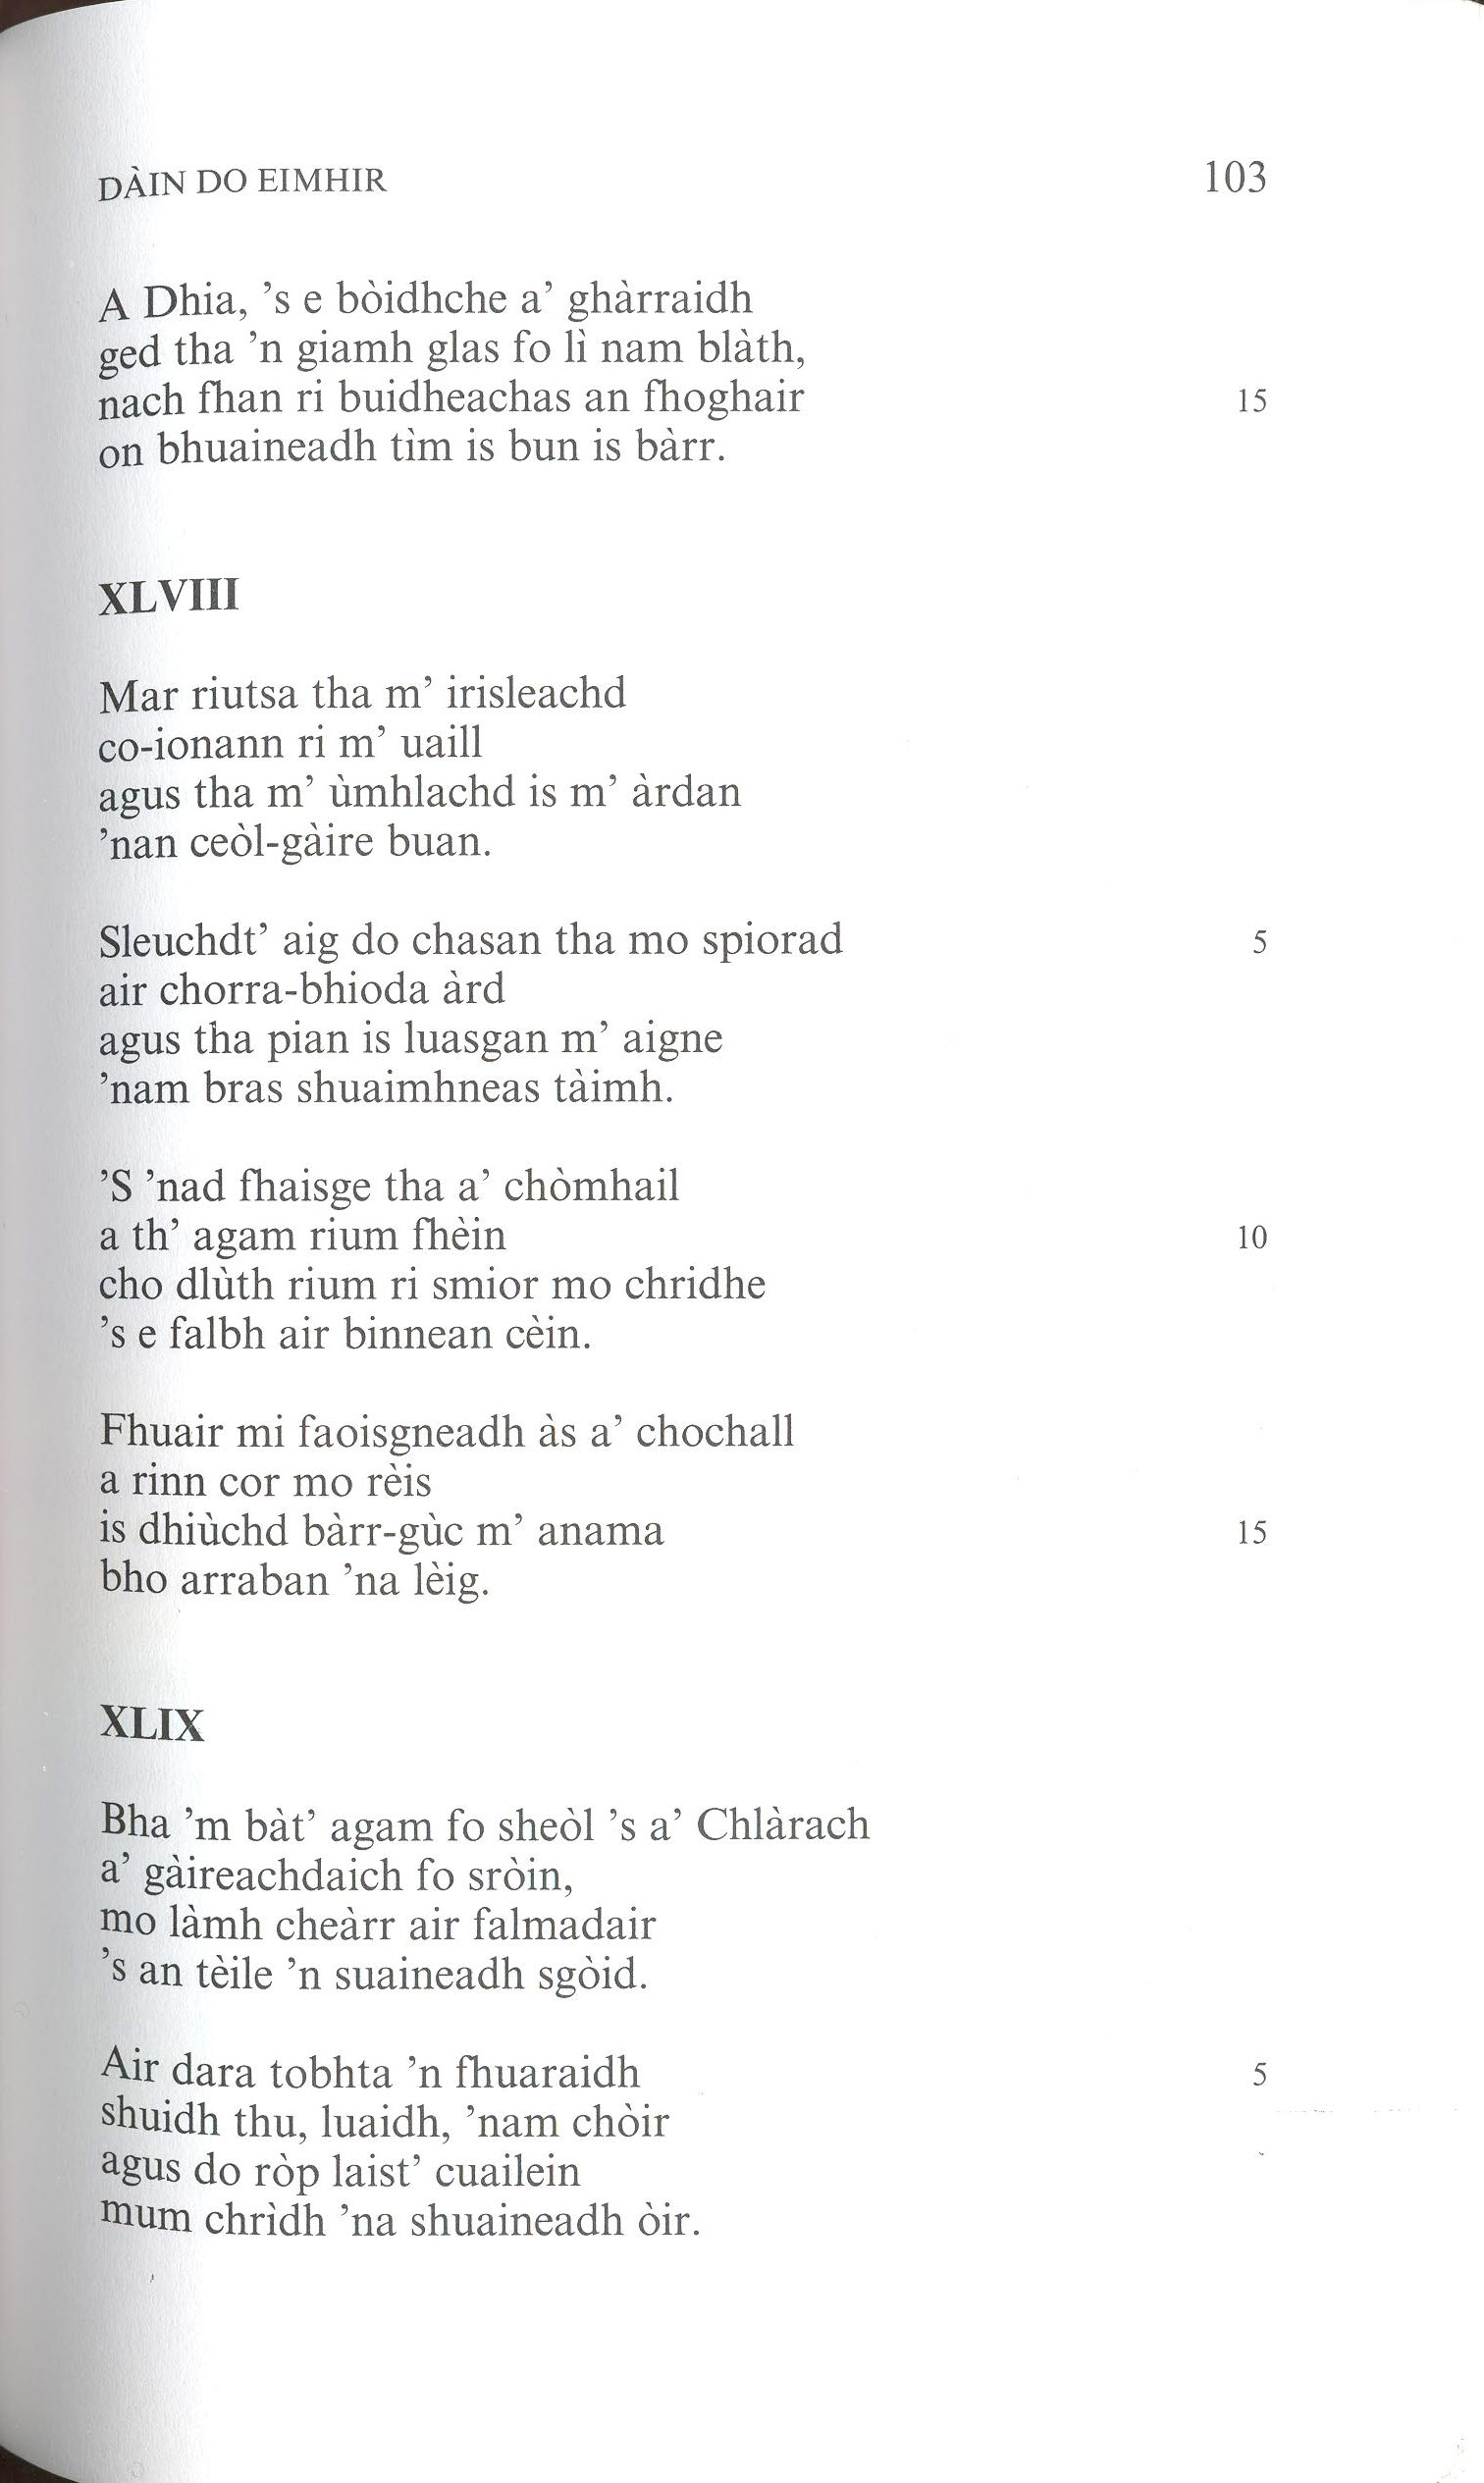 DÀIN DO EIMHIR 103
A Dhia, ’s e bòidhche a’ ghàrraidh
ged tha ’n giamh glas fo lì nam blàth,
nach fhan ri buidheachas an fhoghair 15
on bhuaineadh tìm is bun is bàrr.
XLVIII
Mar riutsa tha m’ irisleachd
co-ionann ri m’ uaill
agus tha m’ ùmhlachd is m’ àrdan
’nan ceòl-gàire buan.
Sleuchdt’ aig do chasan tha mo spiorad 5
air chorra-bhioda àrd
agus tha pian is luasgan m’ aigne
’nam bras shuaimhneas tàimh.
’S ’nad fhaisge tha a’ chòmhail
a th’ agam rium fhèin 10
cho dlùth rium ri smior mo chridhe
’s e falbh air binnean cèin.
Fhuair mi faoisgneadh às a’ chochall
a rinn cor mo rèis
is dhiùchd bàrr-gùc m’ anama 15
bho arraban ’na lèig.
XLIX
Bha ’m bàt’ agam fo sheòl ’s a’ Chlàrach
a’ gàireachdaich fo sròin,
mo làmh cheàrr air falmadair
’s an tèile ’n suaineadh sgòid.
Air dara tobhta ’n fhuaraidh 5
shuidh thu, luaidh, ’nam chòir
agus do ròp laist’ cuailein
mum chrìdh ’na shuaineadh òir.